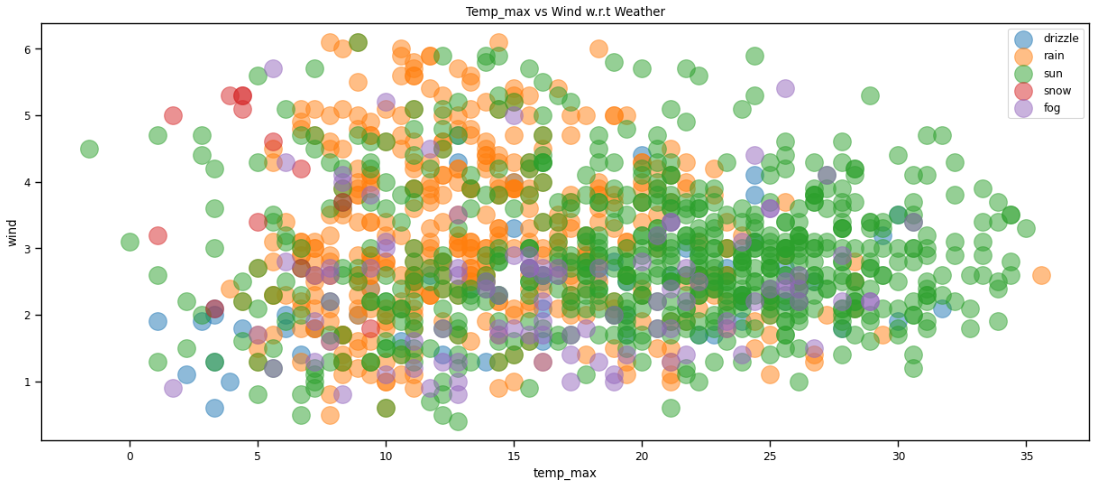 Temp_max vs Wind w.r.t Weather
drizzle
rain
sun
snow
fog
wind
6
5
4
3
2
1
0 5 10 15 20 25 30 35
temp_max